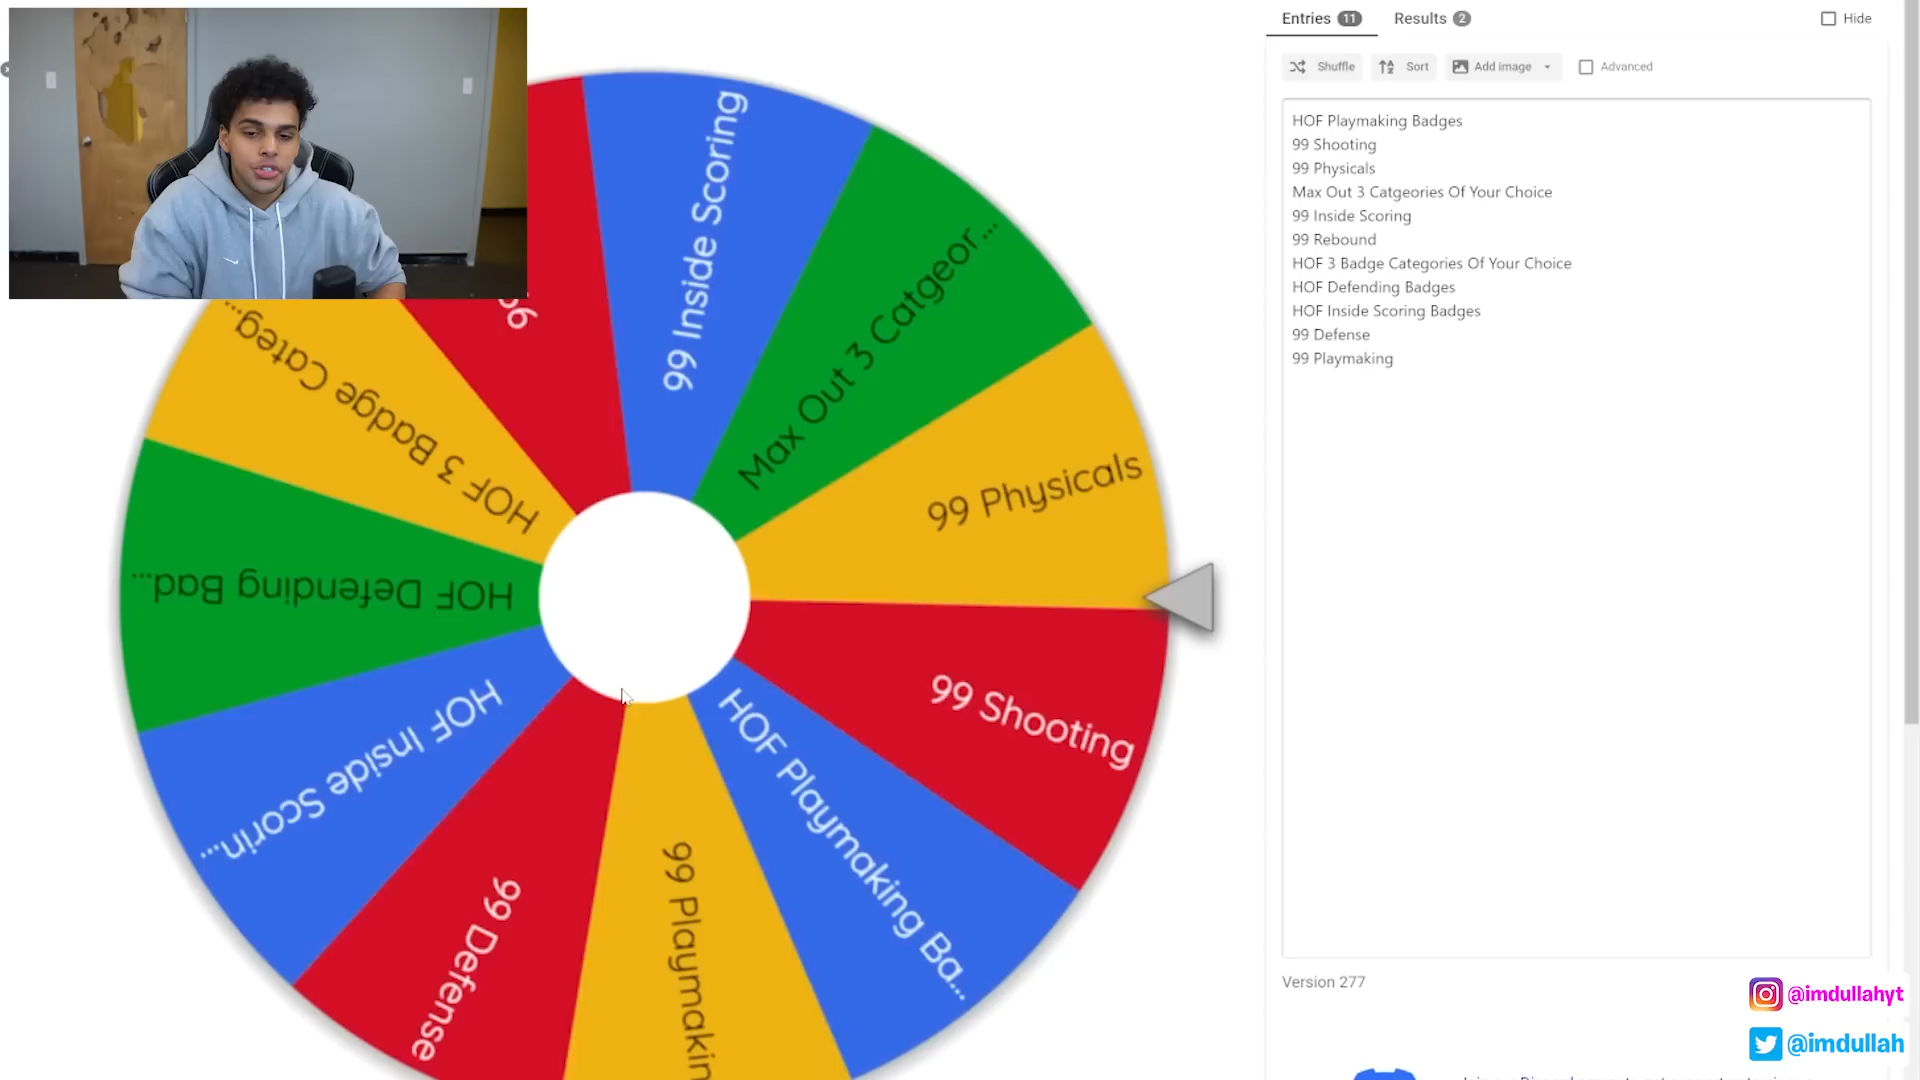 Entries 11
Results 2
Hide
Shuffle
Sort
Add image
Advanced
HOF Playmaking Badges
99 Shooting
99 Physicals
Max Out 3 Catgeories Of Your Choice
99 Inside Scoring
99 Rebound
HOF 3 Badge Categories Of Your Choice
HOF Defending Badges
HOF Inside Scoring Badges
99 Defense
99 Playmaking
99 Inside Scoring
Max Out 3 Catgeor...
99 Physicals
99 Shooting
HOF Playmaking Ba...
99 Playmakin
99 Defense
HOF Inside Scorin...
HOF Defending Bad...
HOF 3 Badge Categ...
99
Version 277
@imdullahyt
@imdullah